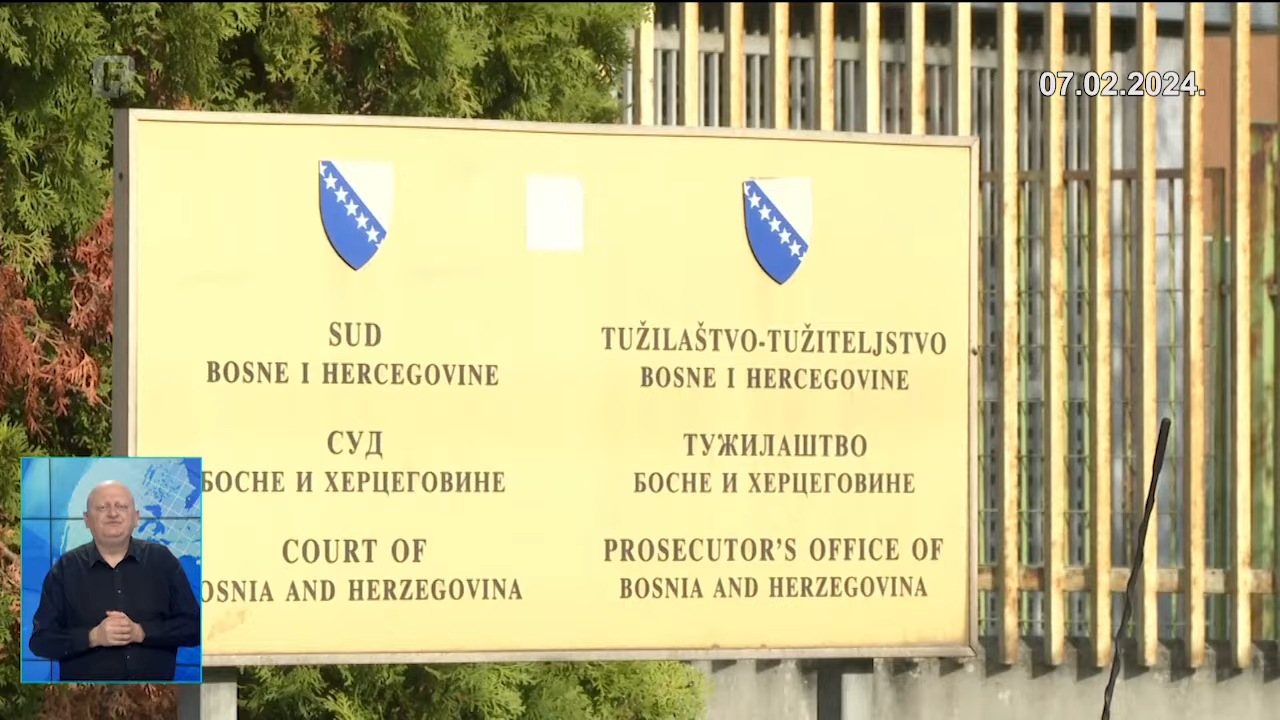 07.02.2024.
SUD
BOSNE I HERCEGOVINE
СУД
БОСНЕ И ХЕРЦЕГОВИНЕ
COURT OF
OSNIA AND HERZEGOVINA
TUŽILAŠTVO-TUŽITELJSTVO
BOSNE I HERCEGOVINE
ТУЖИЛАШТВО
БОСНЕ И ХЕРЦЕГОВИНЕ
PROSECUTOR'S OFFICE OF
BOSNIA AND HERZEGOVINA